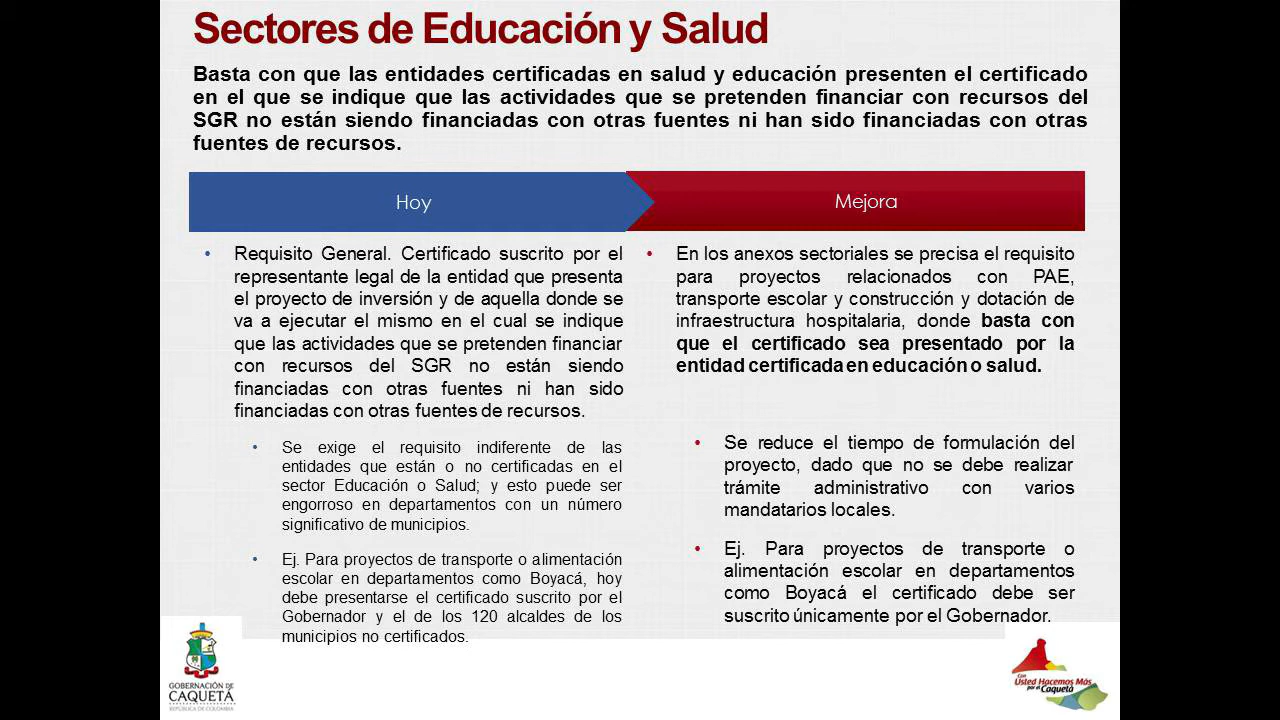 Sectores de Educación y Salud
Basta con que las entidades certificadas en salud y educación presenten el certificado
en el que se indique que las actividades que se pretenden financiar con recursos del
SGR no están siendo financiadas con otras fuentes ni han sido financiadas con otras
fuentes de recursos.
Hoy
Mejora
• Requisito General. Certificado suscrito por el
representante legal de la entidad que presenta
el proyecto de inversión y de aquella donde se
va a ejecutar el mismo en el cual se indique
que las actividades que se pretenden financiar
con recursos del SGR no están siendo
financiadas con otras fuentes ni han sido
financiadas con otras fuentes de recursos.
• Se exige el requisito indiferente de las
entidades que están o no certificadas en el
sector Educación o Salud; y esto puede ser
engorroso en departamentos con un número
significativo de municipios.
• Ej. Para proyectos de transporte o alimentación
escolar en departamentos como Boyacá, hoy
debe presentarse el certificado suscrito por el
Gobernador y el de los 120 alcaldes de los
municipios no certificados.
• En los anexos sectoriales se precisa el requisito
para proyectos relacionados con PAE,
transporte escolar y construcción y dotación de
infraestructura hospitalaria, donde basta con
que el certificado sea presentado por la
entidad certificada en educación o salud.
• Se reduce el tiempo de formulación del
proyecto, dado que no se debe realizar
trámite administrativo con varios
mandatarios locales.
• Ej. Para proyectos de transporte o
alimentación escolar en departamentos
como Boyacá el certificado debe ser
suscrito únicamente por el Gobernador.
GOBERNACIÓN DE
CAQUETÁ
REPÚBLICA DE COLOMBIA
Con
Usted Hacemos Más
por el Caquetá